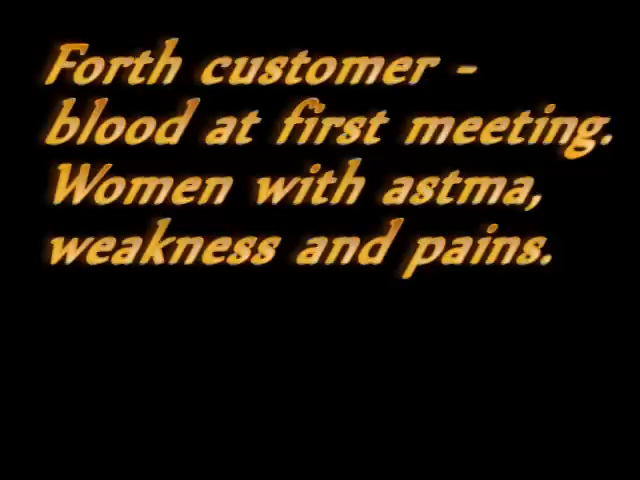 Forth customer -
blood at first meeting.
Women with astma,
weakness and pains.